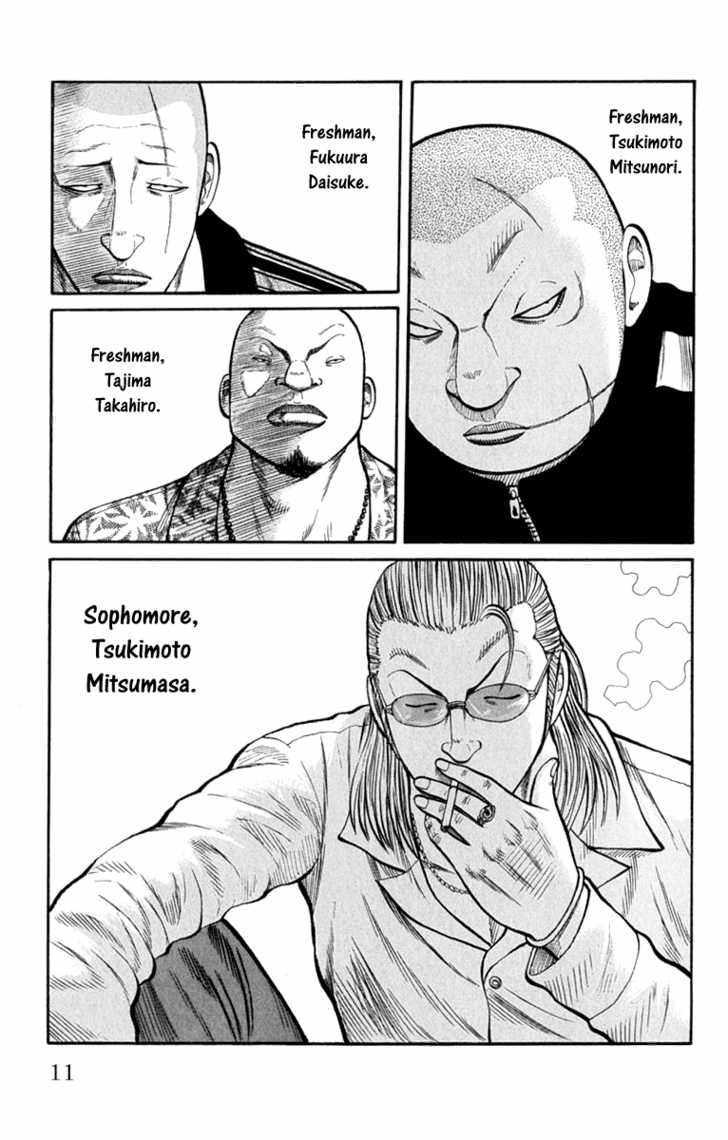 Freshman,
Tsukimoto
Mitsunori.
Freshman,
Fukuura
Daisuke.
Freshman,
Tajima
Takahiro.
Sophomore,
Tsukimoto
Mitsumasa.
11